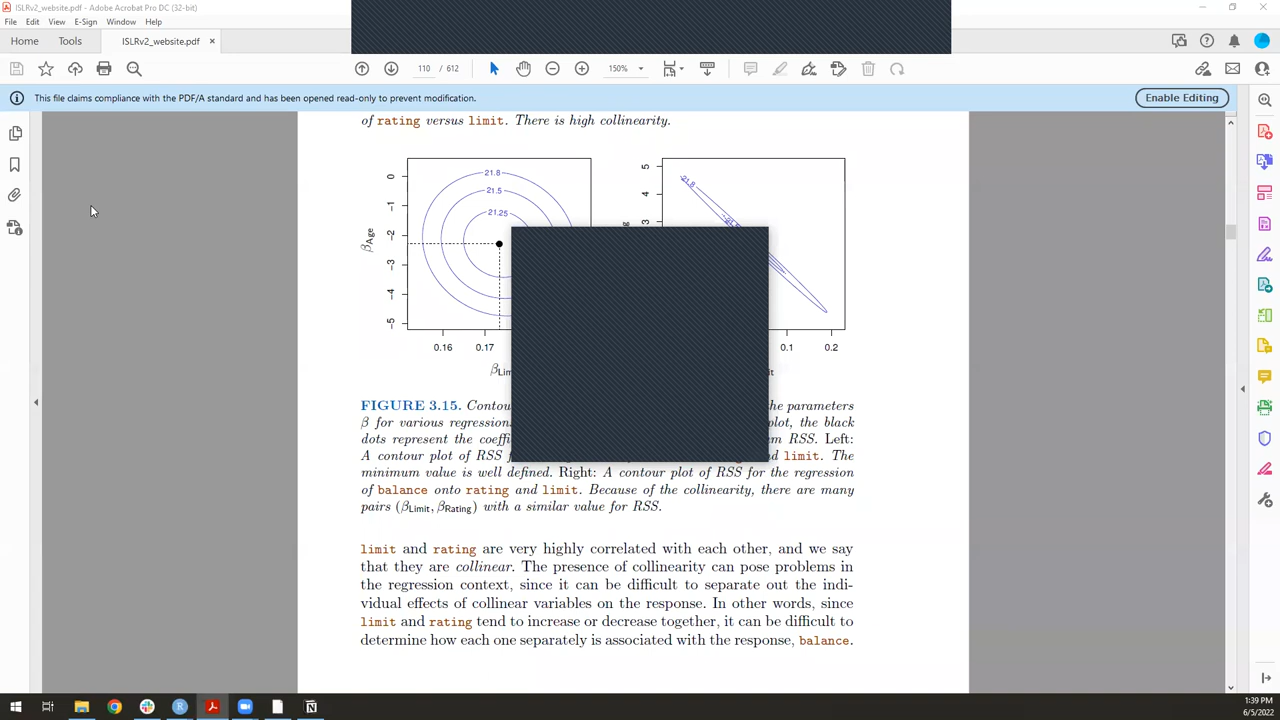 ISLRv2_website.pdf - Adobe Acrobat Pro DC (32-bit)
File Edit View E-Sign Window Help
Home Tools ISLRv2_website.pdf ×
110 / 612 150%
This file claims compliance with the PDF/A standard and has been opened read-only to prevent modification. Enable Editing
of rating versus limit. There is high collinearity.
21.8
21.5
21.25
0
−1
−2
−3
−4
−5
βAge
0.16 0.17
21.8
5
4
3
0.1 0.2
FIGURE 3.15. the parameters
β for various plot, the black
dots represent the RSS. Left:
A contour plot of RSS limit. The
minimum value is well defined. Right: A contour plot of RSS for the regression
of balance onto rating and limit. Because of the collinearity, there are many
pairs (βLimit, βRating) with a similar value for RSS.
limit and rating are very highly correlated with each other, and we say
that they are collinear. The presence of collinearity can pose problems in
the regression context, since it can be difficult to separate out the indi-
vidual effects of collinear variables on the response. In other words, since
limit and rating tend to increase or decrease together, it can be difficult to
determine how each one separately is associated with the response, balance.
1:39 PM
6/5/2022